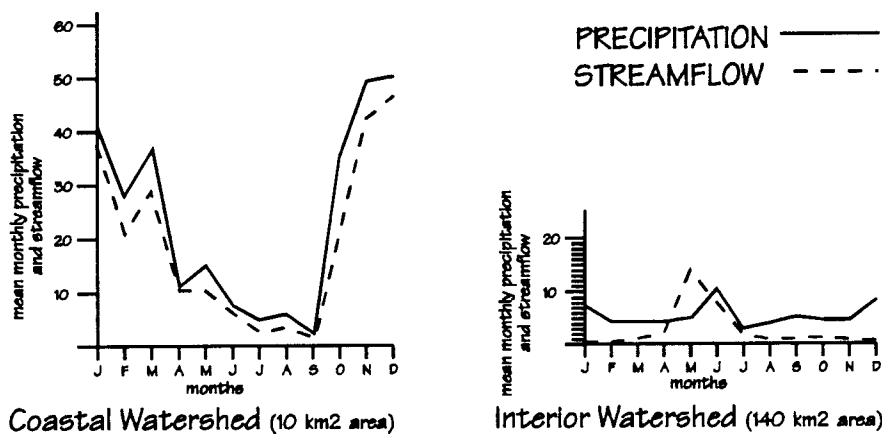 60
50
40
30
20
10
mean monthly precipitation
and streamflow
J F M A M J J A S O N D
months
Coastal Watershed (10 km2 area)
PRECIPITATION
STREAMFLOW
20
10
mean monthly precipitation
and streamflow
J F M A M J J A S O N D
months
Interior Watershed (140 km2 area)